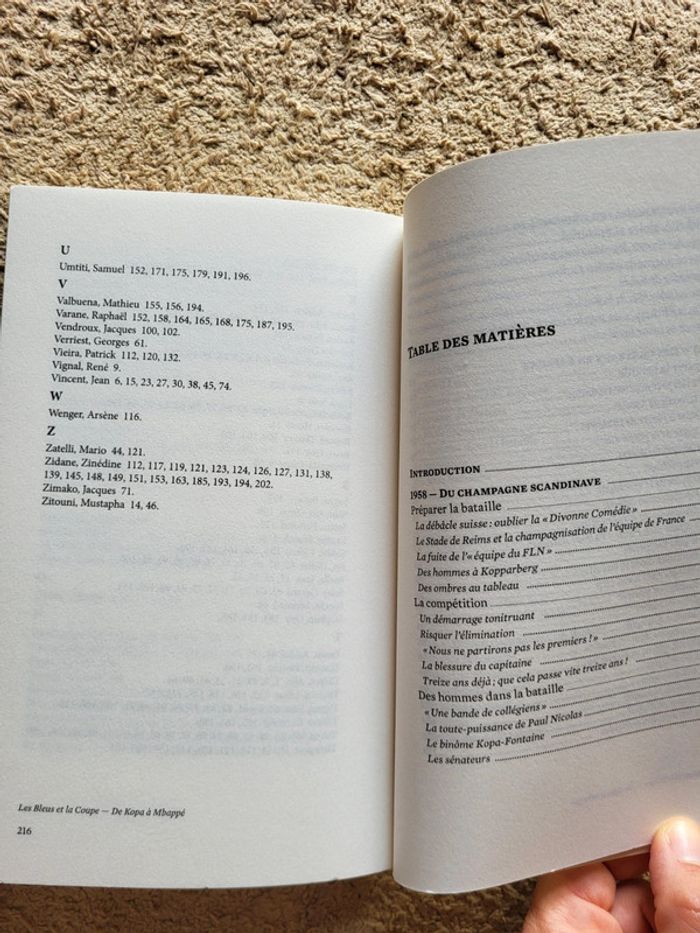 U
Umtiti, Samuel 152, 171, 175, 179, 191, 196.
V
Valbuena, Mathieu 155, 156, 194.
Varane, Raphaël 152, 158, 164, 165, 168, 175, 187, 195.
Vendroux, Jacques 100, 102.
Verriest, Georges 61.
Vieira, Patrick 112, 120, 132.
Vignal, René 9.
Vincent, Jean 6, 15, 23, 27, 30, 38, 45, 74.
W
Wenger, Arsène 116.
Z
Zatelli, Mario 44, 121.
Zidane, Zinédine 112, 117, 119, 121, 123, 124, 126, 127, 131, 138,
139, 145, 148, 149, 151, 153, 163, 185, 193, 194, 202.
Zimako, Jacques 71.
Zitouni, Mustapha 14, 46.
Les Bleus et la Coupe — De Kopa à Mbappé
216
TABLE DES MATIÈRES
INTRODUCTION
1958 — DU CHAMPAGNE SCANDINAVE
Préparer la bataille
La débâcle suisse : oublier la « Divonne Comédie »
Le Stade de Reims et la champagnisation de l'équipe de France
La fuite de l'« équipe du FLN »
Des hommes à Kopparberg
Des ombres au tableau
La compétition
Un démarrage tonitruant
Risquer l'élimination
« Nous ne partirons pas les premiers ! »
La blessure du capitaine
Treize ans déjà ; que cela passe vite treize ans !
Des hommes dans la bataille
« Une bande de collégiens »
La toute-puissance de Paul Nicolas
Le binôme Kopa-Fontaine
Les sénateurs